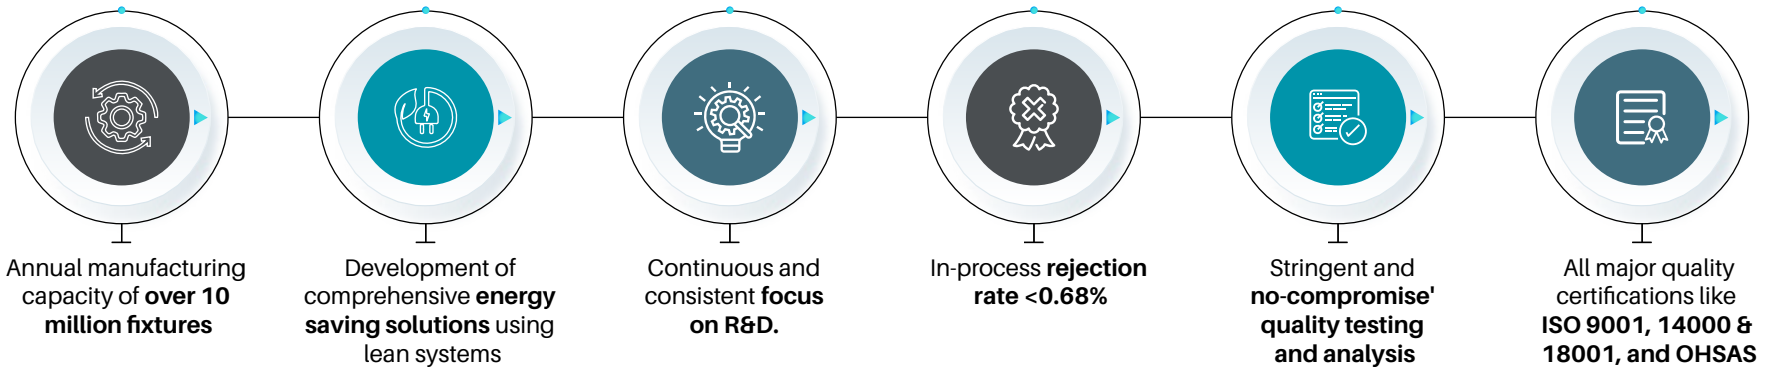 Annual manufacturing
capacity of over 10
million fixtures
Development of
comprehensive energy
saving solutions using
lean systems
Continuous and
consistent focus
on R&D.
In-process rejection
rate <0.68%
Stringent and
no-compromise'
quality testing
and analysis
All major quality
certifications like
ISO 9001, 14000 &
18001, and OHSAS